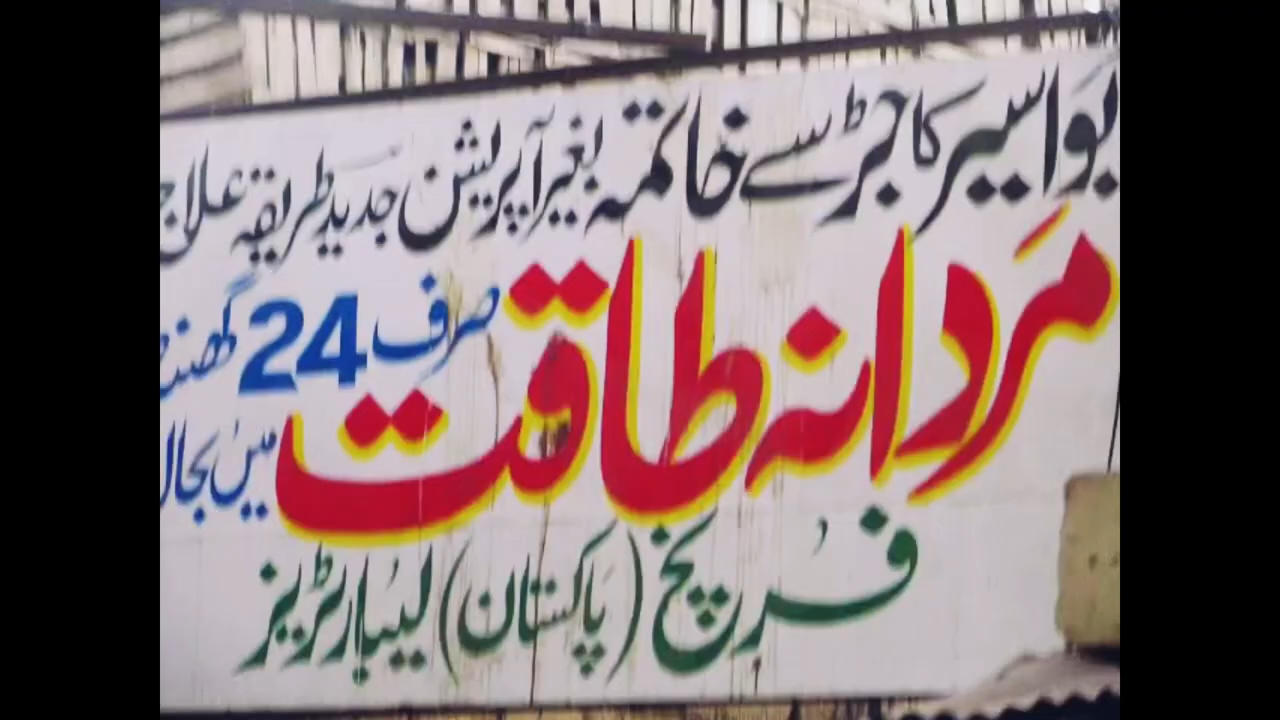 بواسیر کا جڑ سے خاتمہ بغیر آپریشن جدید طریقہ علاج
مردانہ طاقت
صرف 24 گھنٹے
میں بحال
فرنچ (پاکستان) لیبارٹریز